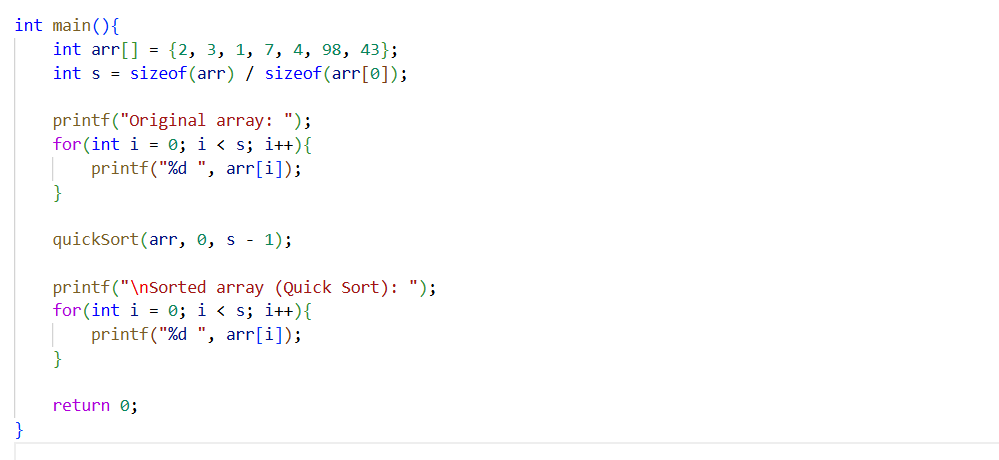 int main(){
    int arr[] = {2, 3, 1, 7, 4, 98, 43};
    int s = sizeof(arr) / sizeof(arr[0]);

    printf("Original array: ");
    for(int i = 0; i < s; i++){
        printf("%d ", arr[i]);
    }

    quickSort(arr, 0, s - 1);

    printf("\nSorted array (Quick Sort): ");
    for(int i = 0; i < s; i++){
        printf("%d ", arr[i]);
    }

    return 0;
}